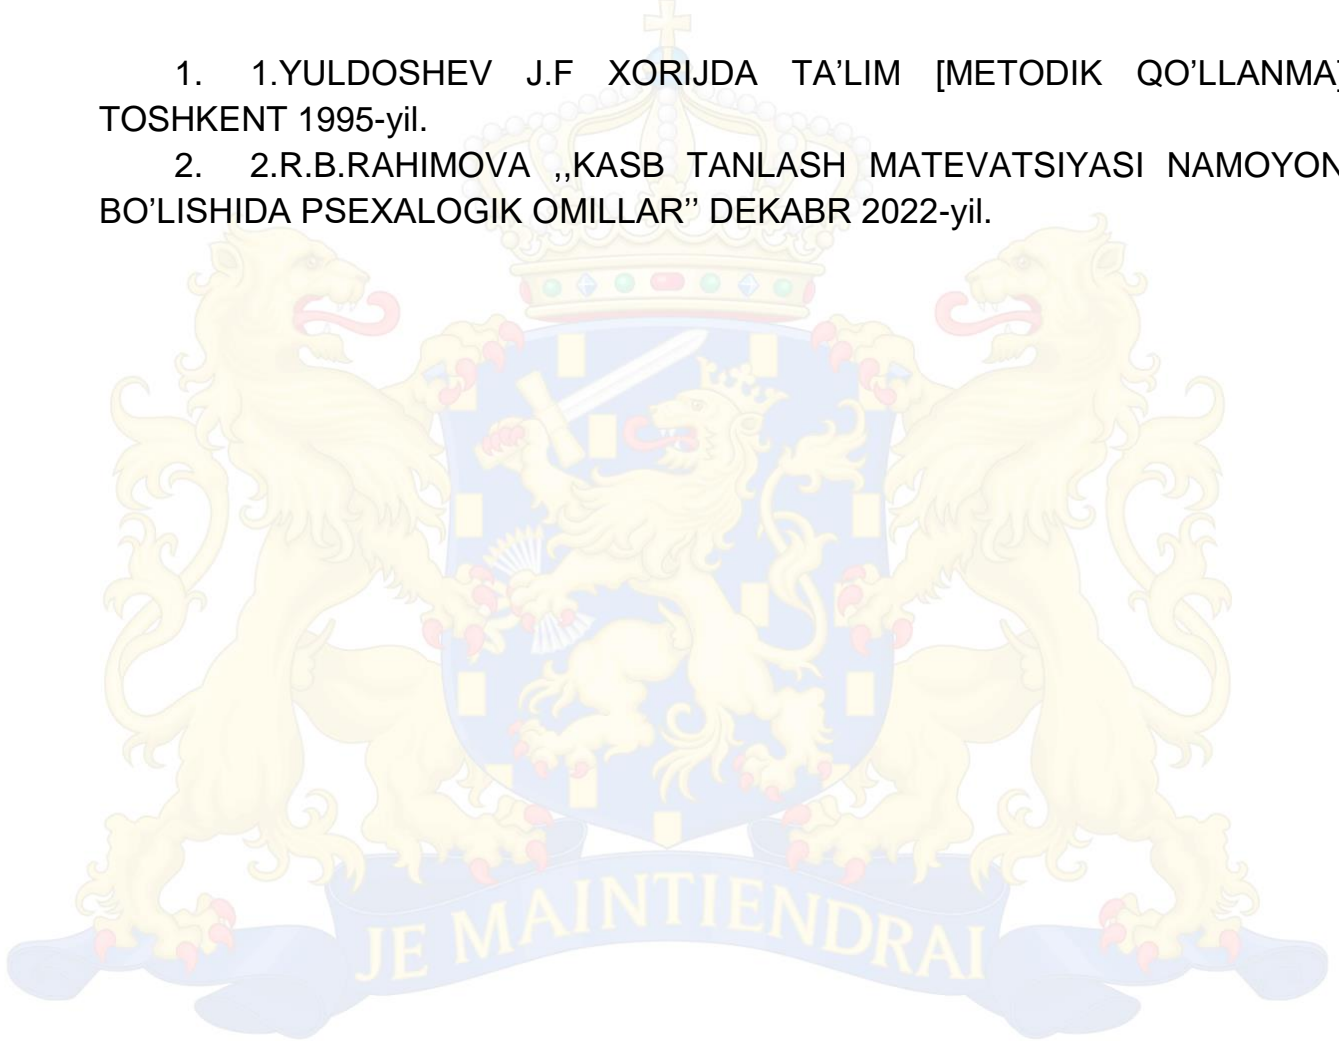 1. 1.YULDOSHEV J.F XORIJDA TA’LIM [METODIK QO’LLANMA]
TOSHKENT 1995-yil.
2. 2.R.B.RAHIMOVA ,,KASB TANLASH MATEVATSIYASI NAMOYON
BO’LISHIDA PSEXALOGIK OMILLAR’’ DEKABR 2022-yil.
JE MAINTIENDRAI